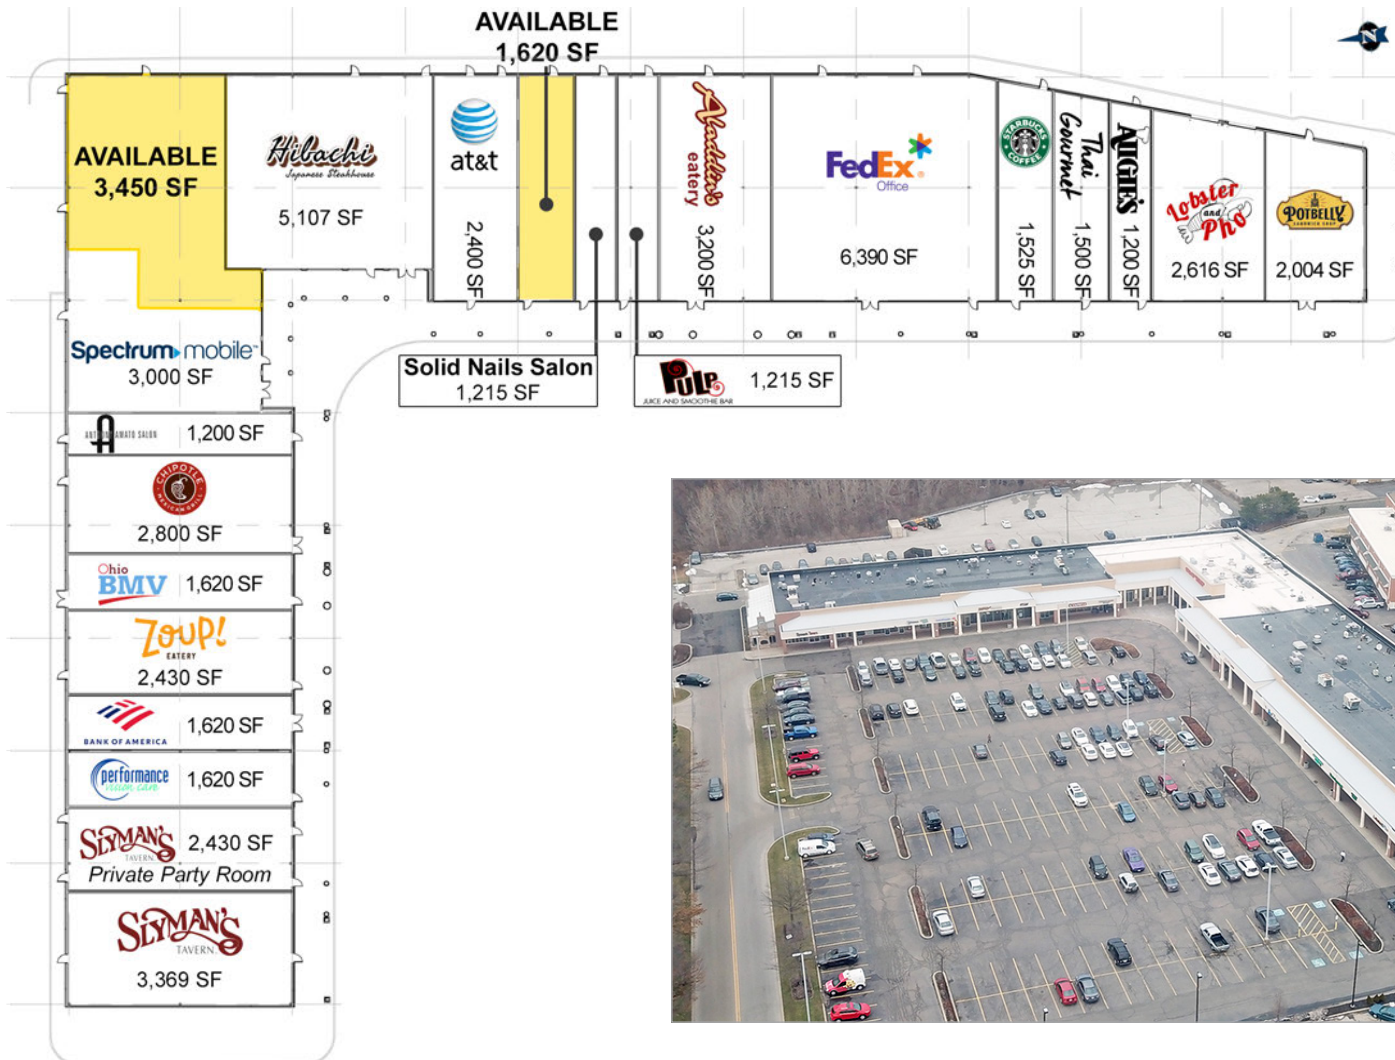 AVAILABLE
1,620 SF
N
AVAILABLE
3,450 SF
Hibachi
Japanese Steakhouse
5,107 SF
at&t
2,400 SF
Aladdin's
eatery
3,200 SF
FedEx
Office
6,390 SF
STARBUCKS
COFFEE
1,525 SF
Thai
Gourmet
1,500 SF
AUGIE'S
1,200 SF
Lobster
and
Pho
2,616 SF
POTBELLY
SANDWICH SHOP
2,004 SF
Solid Nails Salon
1,215 SF
PULP
JUICE AND SMOOTHIE BAR
1,215 SF
Spectrum mobile
3,000 SF
A
SALON
1,200 SF
CHIPOTLE
MEXICAN GRILL
2,800 SF
Ohio
BMV
1,620 SF
ZOUP!
EATERY
2,430 SF
BANK OF AMERICA
1,620 SF
performance
vision care
1,620 SF
SLYMAN'S
TAVERN
2,430 SF
Private Party Room
SLYMAN'S
TAVERN
3,369 SF